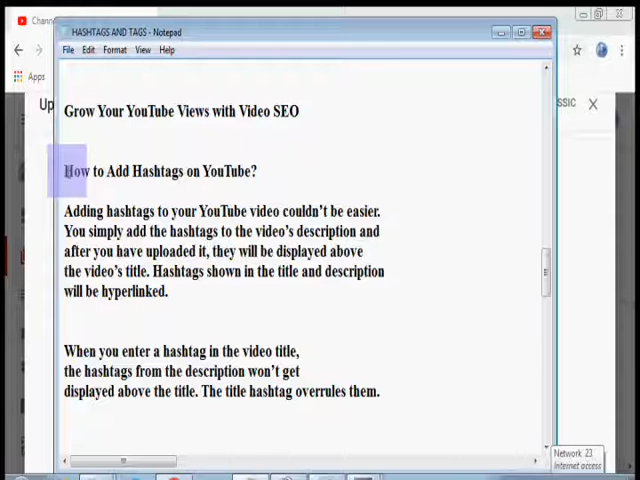 Chann
HASHTAGS AND TAGS - Notepad
File Edit Format View Help
Apps
Up
SSIC
Grow Your YouTube Views with Video SEO
How to Add Hashtags on YouTube?
Adding hashtags to your YouTube video couldn't be easier.
You simply add the hashtags to the video's description and
after you have uploaded it, they will be displayed above
the video's title. Hashtags shown in the title and description
will be hyperlinked.
When you enter a hashtag in the video title,
the hashtags from the description won't get
displayed above the title. The title hashtag overrules them.
Network 23
Internet access